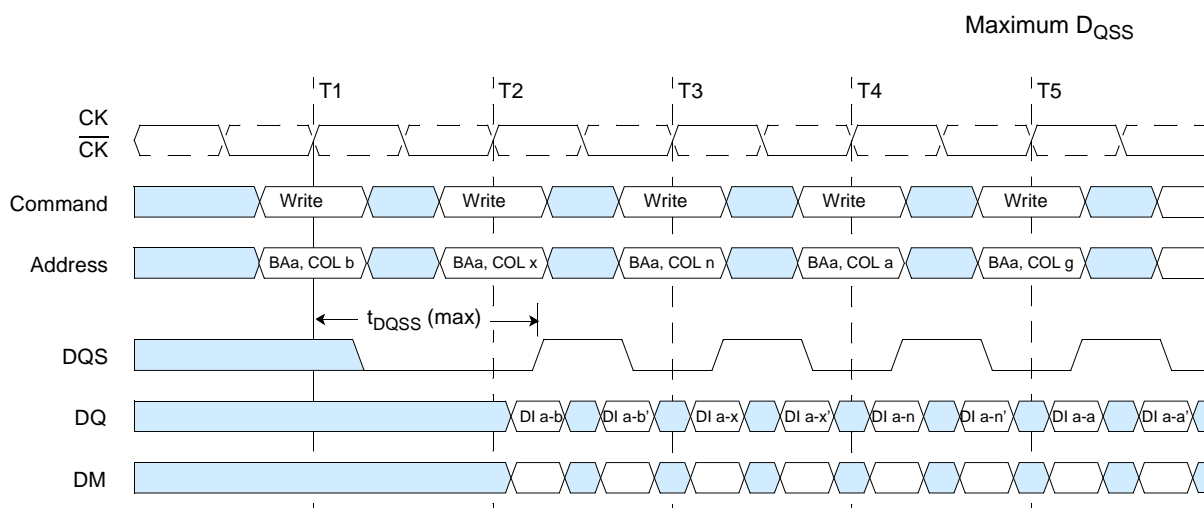 Maximum DQSS
T1 T2 T3 T4 T5
CK
CK
Command Write Write Write Write Write
Address BAa, COL b BAa, COL x BAa, COL n BAa, COL a BAa, COL g
tDQSS (max)
DQS
DQ DI a-b DI a-b’ DI a-x DI a-x’ DI a-n DI a-n’ DI a-a DI a-a’
DM